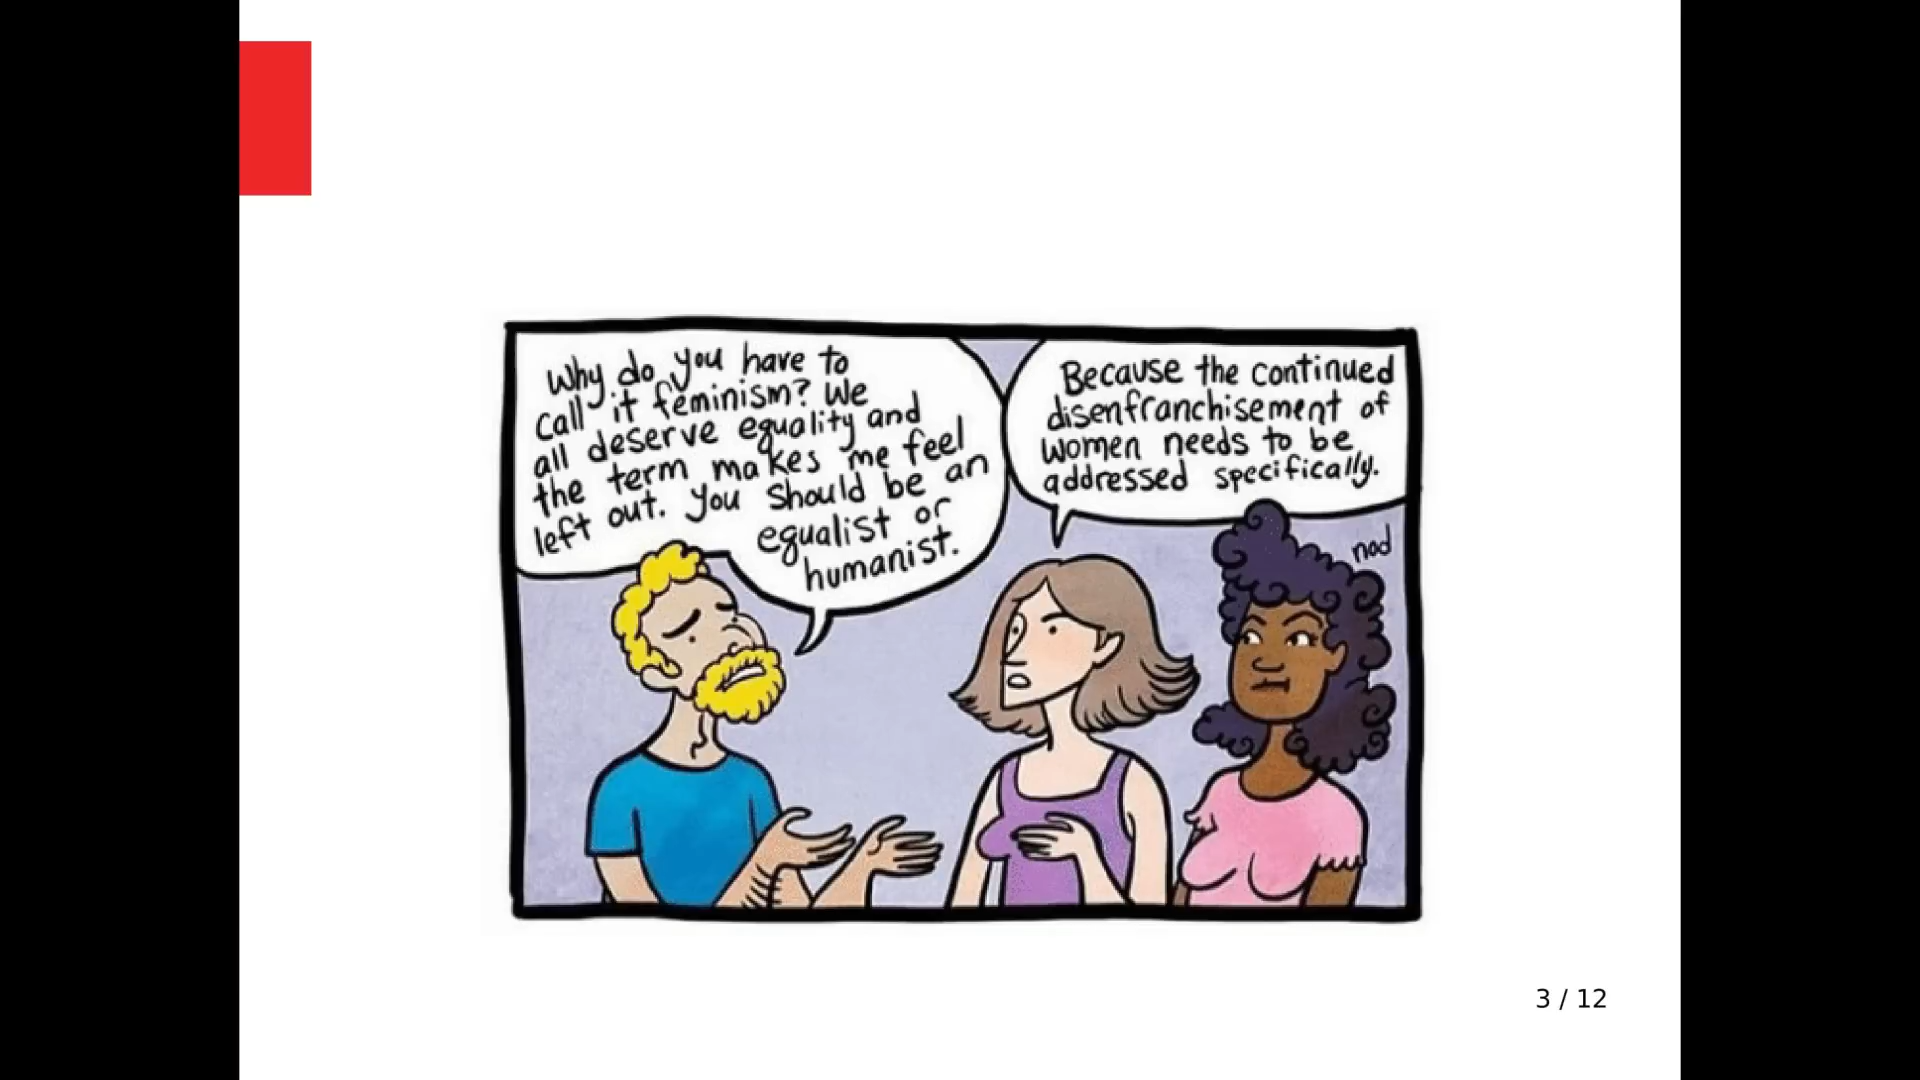 Why do you have to
call it feminism? We
all deserve equality and
the term makes me feel
left out. You should be an
equalist or
humanist.
Because the continued
disenfranchisement of
women needs to be
addressed specifically.
nod
3 / 12